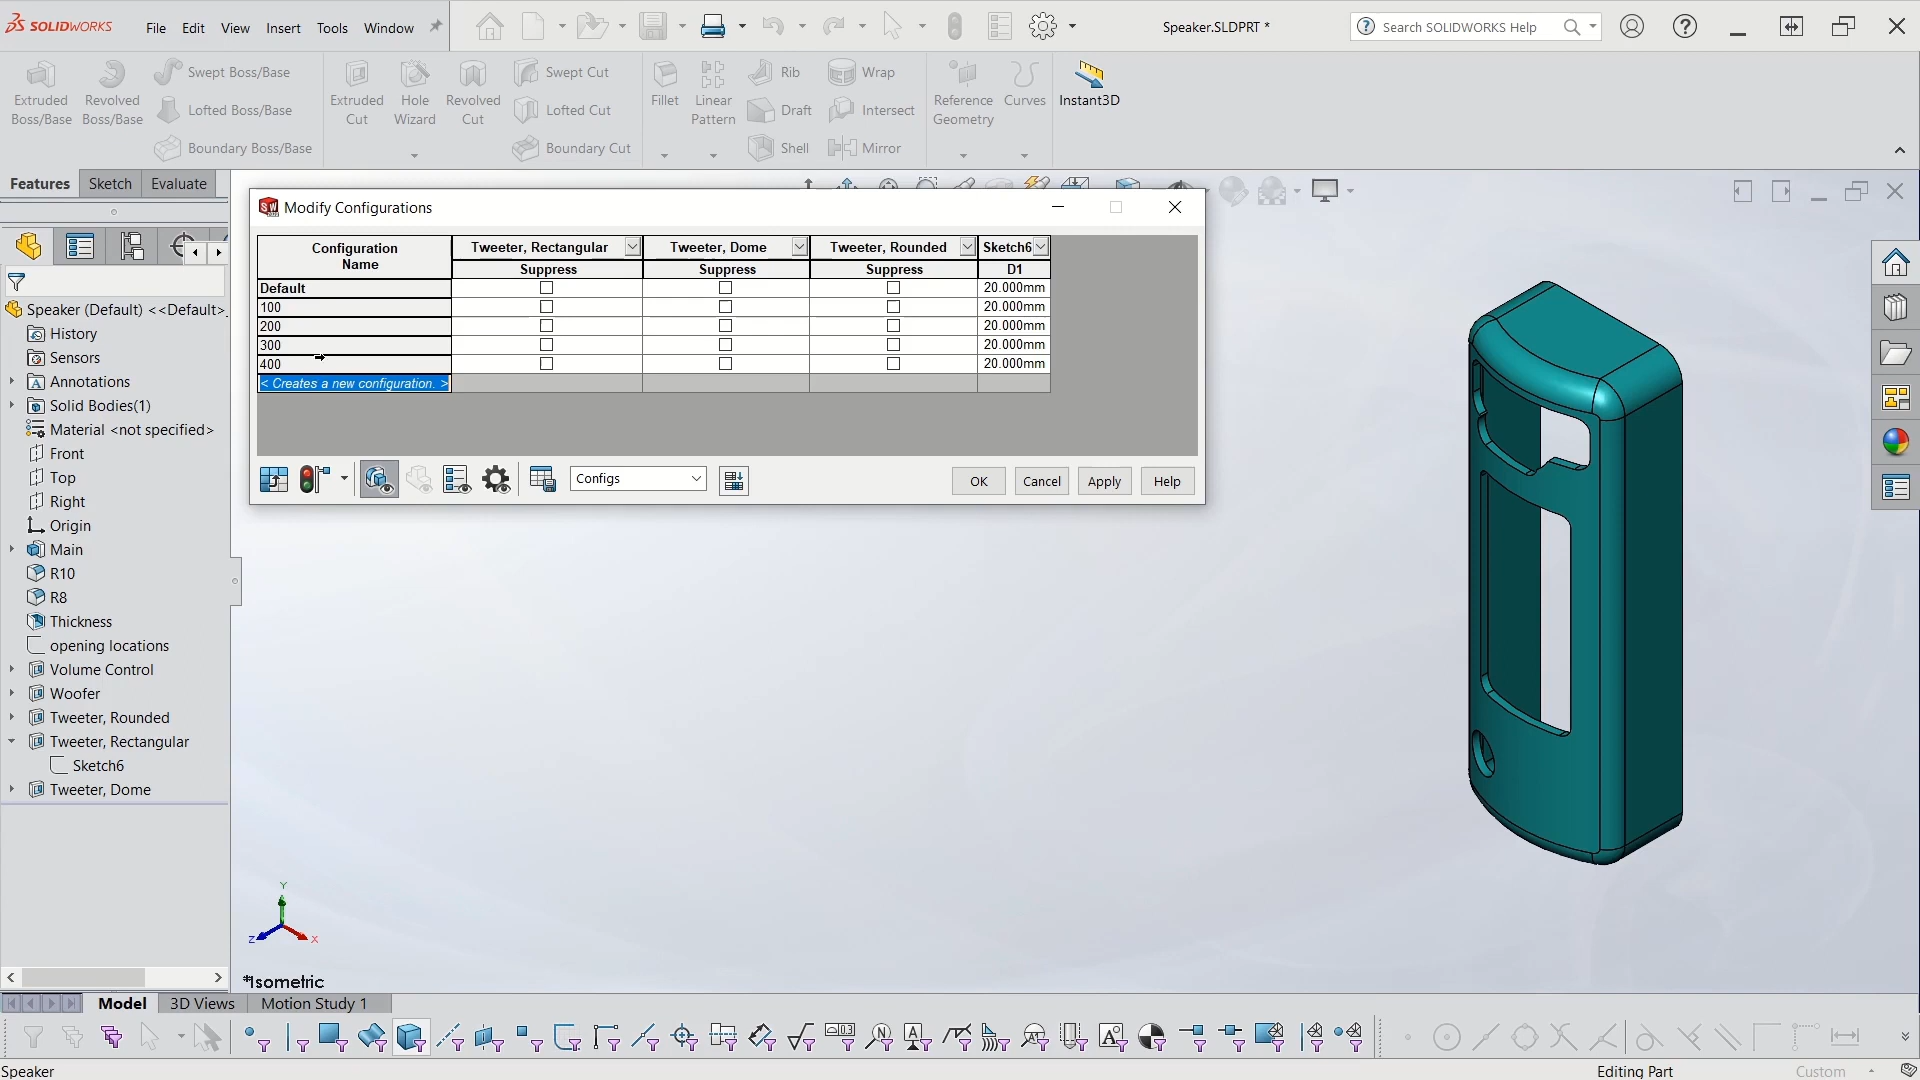 SOLIDWORKS File Edit View Insert Tools Window
Speaker.SLDPRT *
Search SOLIDWORKS Help
Extruded Boss/Base
Revolved Boss/Base
Swept Boss/Base
Lofted Boss/Base
Boundary Boss/Base
Extruded Cut
Hole Wizard
Revolved Cut
Swept Cut
Lofted Cut
Boundary Cut
Fillet
Linear Pattern
Rib
Draft
Shell
Wrap
Intersect
Mirror
Reference Geometry
Curves
Instant3D
Features Sketch Evaluate
Speaker (Default) <<Default>
History
Sensors
Annotations
Solid Bodies(1)
Material <not specified>
Front
Top
Right
Origin
Main
R10
R8
Thickness
opening locations
Volume Control
Woofer
Tweeter, Rounded
Tweeter, Rectangular
Sketch6
Tweeter, Dome
Modify Configurations
Configuration Name
Tweeter, Rectangular Tweeter, Dome Tweeter, Rounded Sketch6
Suppress Suppress Suppress D1
Default 20.000mm
100 20.000mm
200 20.000mm
300 20.000mm
400 20.000mm
< Creates a new configuration. >
Configs
OK Cancel Apply Help
Y
Z X
*Isometric
Model 3D Views Motion Study 1
Speaker
Editing Part
Custom